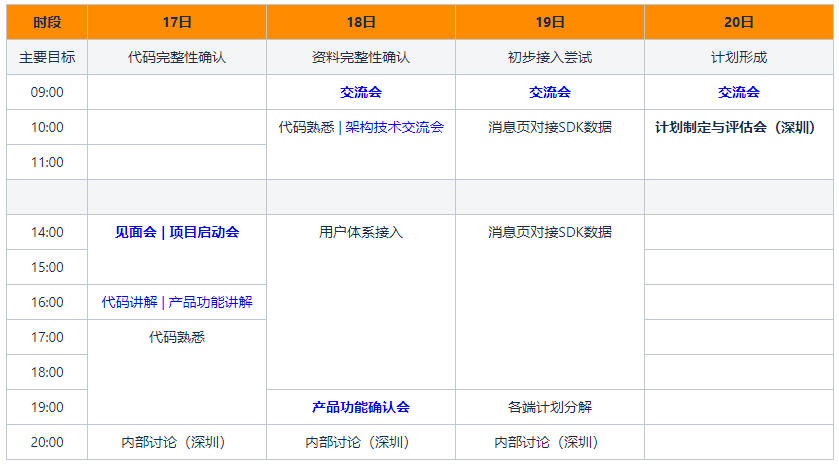 时段 17日 18日 19日 20日
主要目标 代码完整性确认 资料完整性确认 初步接入尝试 计划形成
09:00 交流会 交流会 交流会
10:00 代码熟悉 | 架构技术交流会 消息页对接SDK数据 计划制定与评估会（深圳）
11:00
14:00 见面会 | 项目启动会 用户体系接入 消息页对接SDK数据
15:00
16:00 代码讲解 | 产品功能讲解
17:00 代码熟悉
18:00
19:00 产品功能确认会 各端计划分解
20:00 内部讨论（深圳） 内部讨论（深圳） 内部讨论（深圳）